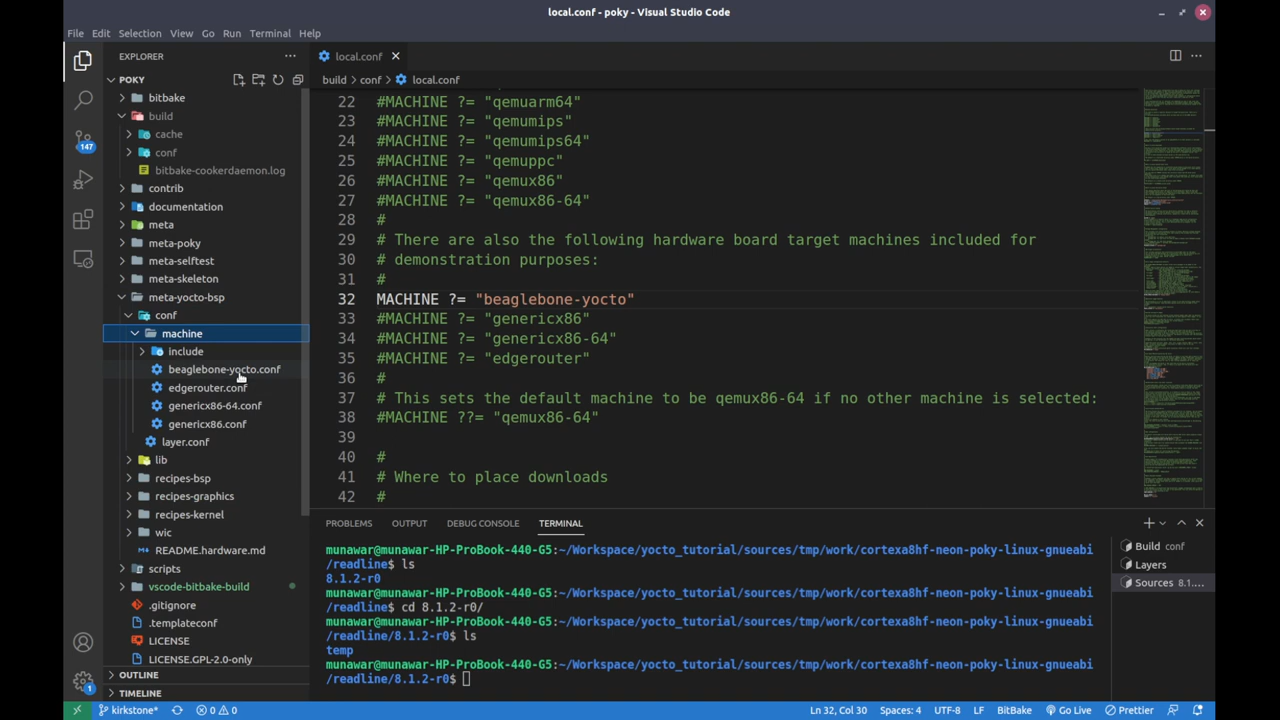 local.conf - poky - Visual Studio Code
File Edit Selection View Go Run Terminal Help
EXPLORER
POKY
bitbake
build
cache
conf
bitbake-cookerdaemon.log
contrib
documentation
meta
meta-poky
meta-selftest
meta-skeleton
meta-yocto-bsp
conf
machine
include
beaglebone-yocto.conf
edgerouter.conf
genericx86-64.conf
genericx86.conf
layer.conf
lib
recipes-bsp
recipes-graphics
recipes-kernel
wic
README.hardware.md
scripts
vscode-bitbake-build
.gitignore
.templateconf
LICENSE
LICENSE.GPL-2.0-only
OUTLINE
TIMELINE
147
1
local.conf
build > conf > local.conf
22 #MACHINE ?= "qemuarm64"
23 #MACHINE ?= "qemumips"
24 #MACHINE ?= "qemumips64"
25 #MACHINE ?= "qemuppc"
26 #MACHINE ?= "qemux86"
27 #MACHINE ?= "qemux86-64"
28 #
29 # There are also the following hardware board target machines included for
30 # demonstration purposes:
31 #
32 MACHINE ?= "beaglebone-yocto"
33 #MACHINE ?= "genericx86"
34 #MACHINE ?= "genericx86-64"
35 #MACHINE ?= "edgerouter"
36 #
37 # This sets the default machine to be qemux86-64 if no other machine is selected:
38 #MACHINE ??= "qemux86-64"
39
40 #
41 # Where to place downloads
42 #
PROBLEMS OUTPUT DEBUG CONSOLE TERMINAL
munawar@munawar-HP-ProBook-440-G5:~/Workspace/yocto_tutorial/sources/tmp/work/cortexa8hf-neon-poky-linux-gnueabi
/readline$ ls
8.1.2-r0
munawar@munawar-HP-ProBook-440-G5:~/Workspace/yocto_tutorial/sources/tmp/work/cortexa8hf-neon-poky-linux-gnueabi
/readline$ cd 8.1.2-r0/
munawar@munawar-HP-ProBook-440-G5:~/Workspace/yocto_tutorial/sources/tmp/work/cortexa8hf-neon-poky-linux-gnueabi
/readline/8.1.2-r0$ ls
temp
munawar@munawar-HP-ProBook-440-G5:~/Workspace/yocto_tutorial/sources/tmp/work/cortexa8hf-neon-poky-linux-gnueabi
/readline/8.1.2-r0$
Build conf
Layers
Sources 8.1....
kirkstone* 0 0 Ln 32, Col 30 Spaces: 4 UTF-8 LF BitBake Go Live Prettier